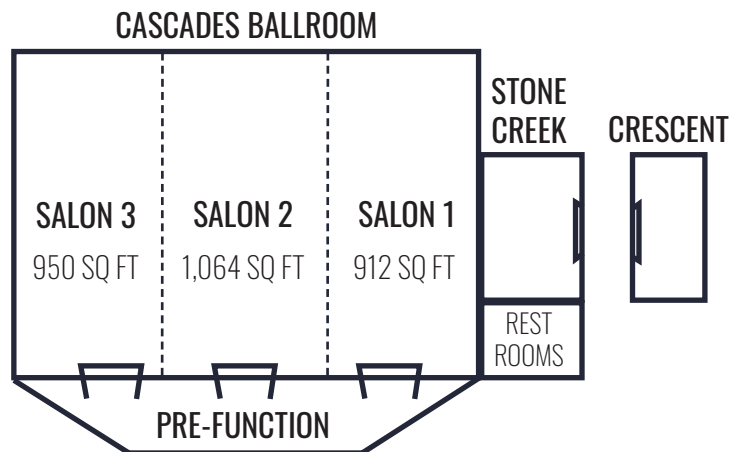 CASCADES BALLROOM
STONE
CREEK
CRESCENT
SALON 3
950 SQ FT
SALON 2
1,064 SQ FT
SALON 1
912 SQ FT
REST
ROOMS
PRE-FUNCTION